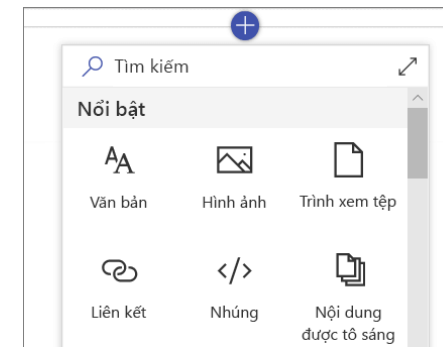 Tìm kiếm
Nổi bật
Văn bản
Hình ảnh
Trình xem tệp
Liên kết
Nhúng
Nội dung
được tô sáng